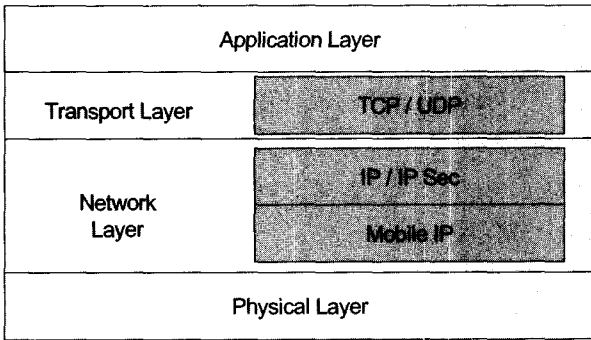 Application Layer
Transport Layer
TCP / UDP
IP / IP Sec
Network
Layer
Mobile IP
Physical Layer